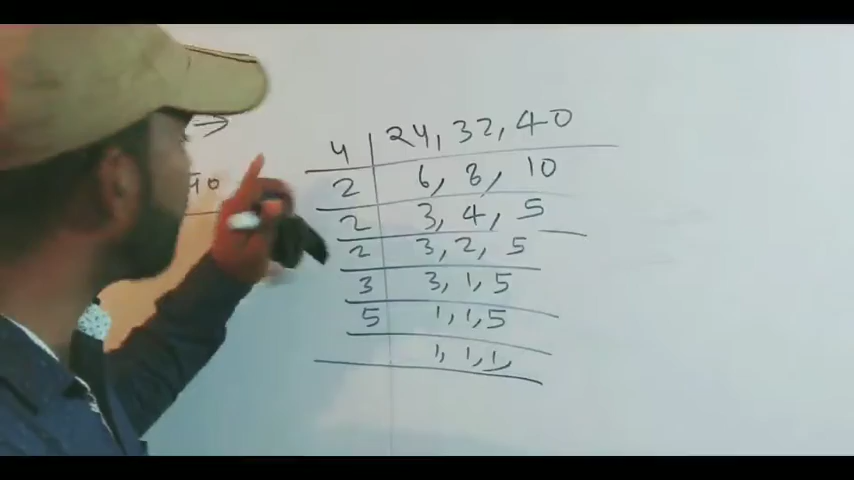 4 | 24, 32, 40
2 | 6, 8, 10
2 | 3, 4, 5
2 | 3, 2, 5
3 | 3, 1, 5
5 | 1, 1, 5
1, 1, 1,